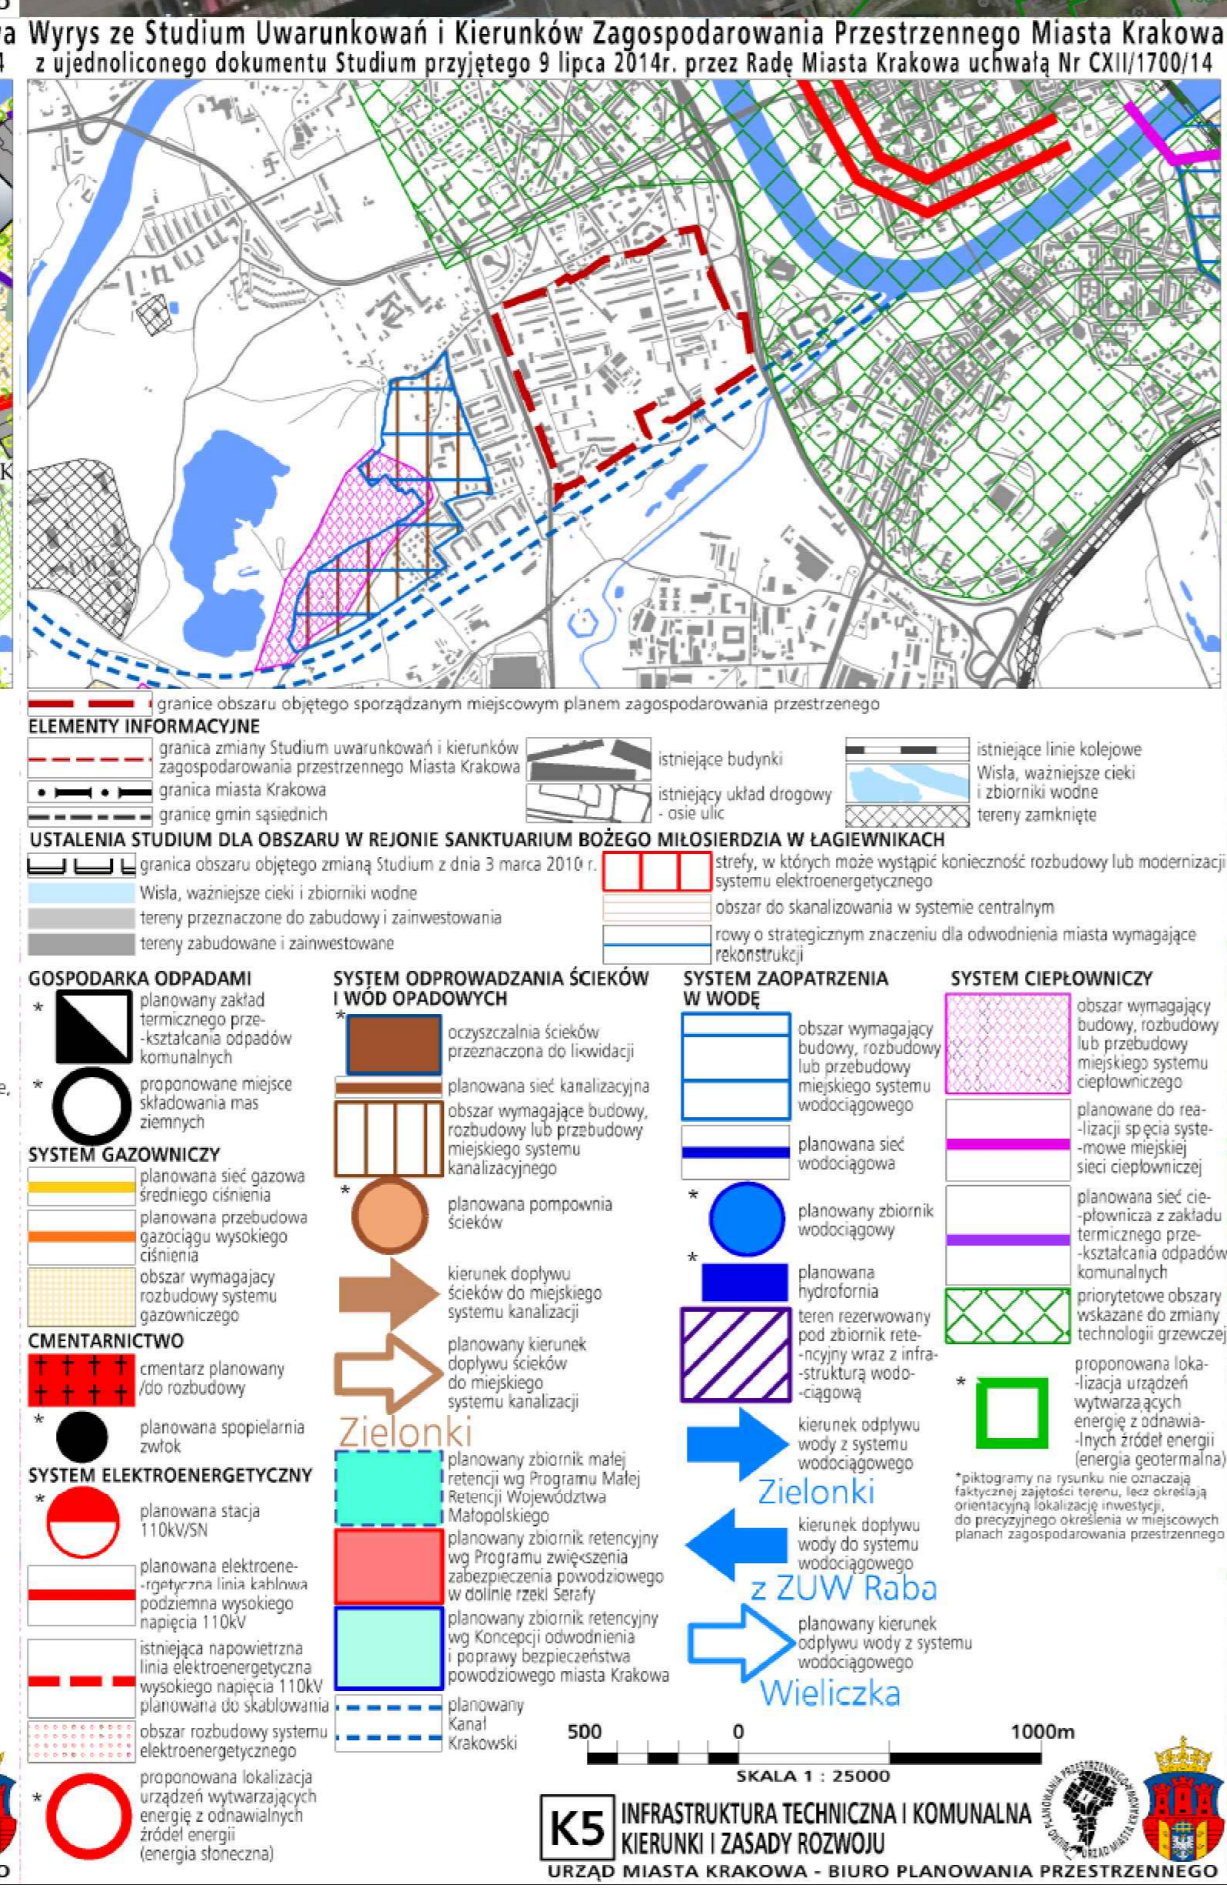 Wyrys ze Studium Uwarunkowań i Kierunków Zagospodarowania Przestrzennego Miasta Krakowa
z ujednoliconego dokumentu Studium przyjętego 9 lipca 2014r. przez Radę Miasta Krakowa uchwałą Nr CXII/1700/14
granice obszaru objętego sporządzanym miejscowym planem zagospodarowania przestrzenego
ELEMENTY INFORMACYJNE
granica zmiany Studium uwarunkowań i kierunków
zagospodarowania przestrzennego Miasta Krakowa
granica miasta Krakowa
granice gmin sąsiednich
istniejące budynki
istniejący układ drogowy
- osie ulic
istniejące linie kolejowe
Wisła, ważniejsze cieki
i zbiorniki wodne
tereny zamknięte
USTALENIA STUDIUM DLA OBSZARU W REJONIE SANKTUARIUM BOŻEGO MIŁOSIERDZIA W ŁAGIEWNIKACH
granica obszaru objętego zmianą Studium z dnia 3 marca 2010 r.
Wisła, ważniejsze cieki i zbiorniki wodne
tereny przeznaczone do zabudowy i zainwestowania
tereny zabudowane i zainwestowane
strefy, w których może wystąpić konieczność rozbudowy lub modernizacji
systemu elektroenergetycznego
obszar do skanalizowania w systemie centralnym
rowy o strategicznym znaczeniu dla odwodnienia miasta wymagające
rekonstrukcji
GOSPODARKA ODPADAMI
*
planowany zakład
termicznego prze-
-kształcania odpadów
komunalnych
*
proponowane miejsce
składowania mas
ziemnych
SYSTEM GAZOWNICZY
planowana sieć gazowa
średniego ciśnienia
planowana przebudowa
gazociągu wysokiego
ciśnienia
obszar wymagajacy
rozbudowy systemu
gazowniczego
CMENTARNICTWO
cmentarz planowany
/do rozbudowy
*
planowana spopielarnia
zwłok
SYSTEM ELEKTROENERGETYCZNY
*
planowana stacja
110kV/SN
planowana elektroene-
-rgetyczna linia kablowa
podziemna wysokiego
napięcia 110kV
istniejąca napowietrzna
linia elektroenergetyczna
wysokiego napięcia 110kV
planowana do skablowania
obszar rozbudowy systemu
elektroenergetycznego
*
proponowana lokalizacja
urządzeń wytwarzających
energię z odnawialnych
źródeł energii
(energia słoneczna)
SYSTEM ODPROWADZANIA ŚCIEKÓW
I WÓD OPADOWYCH
*
oczyszczalnia ścieków
przeznaczona do likwidacji
planowana sieć kanalizacyjna
obszar wymagające budowy,
rozbudowy lub przebudowy
miejskiego systemu
kanalizacyjnego
*
planowana pompownia
ścieków
kierunek dopływu
ścieków do miejskiego
systemu kanalizacji
planowany kierunek
dopływu ścieków
do miejskiego
systemu kanalizacji
Zielonki
planowany zbiornik małej
retencji wg Programu Małej
Retencji Województwa
Małopolskiego
planowany zbiornik retencyjny
wg Programu zwiększenia
zabezpieczenia powodziowego
w dolinie rzeki Serafy
planowany zbiornik retencyjny
wg Koncepcji odwodnienia
i poprawy bezpieczeństwa
powodziowego miasta Krakowa
planowany
Kanał
Krakowski
SYSTEM ZAOPATRZENIA
W WODĘ
obszar wymagający
budowy, rozbudowy
lub przebudowy
miejskiego systemu
wodociągowego
planowana sieć
wodociągowa
*
planowany zbiornik
wodociągowy
*
planowana
hydrofornia
teren rezerwowany
pod zbiornik rete-
-ncyjny wraz z infra-
-strukturą wodo-
-ciągową
kierunek odpływu
wody z systemu
wodociągowego
Zielonki
kierunek dopływu
wody do systemu
wodociągowego
z ZUW Raba
planowany kierunek
odpływu wody z systemu
wodociągowego
Wieliczka
SYSTEM CIEPŁOWNICZY
obszar wymagający
budowy, rozbudowy
lub przebudowy
miejskiego systemu
ciepłowniczego
planowane do rea-
-lizacji spęcia syste-
-mowe miejskiej
sieci ciepłowniczej
planowana sieć cie-
-płownicza z zakładu
termicznego prze-
-kształcania odpadów
komunalnych
priorytetowe obszary
wskazane do zmiany
technologii grzewczej
*
proponowana loka-
-lizacja urządzeń
wytwarzających
energię z odnawia-
-lnych źródeł energii
(energia geotermalna)
*piktogramy na rysunku nie oznaczają
faktycznej zajętości terenu, lecz określają
orientacyjną lokalizację inwestycji,
do precyzyjnego określenia w miejscowych
planach zagospodarowania przestrzennego
500 0 1000m
SKALA 1 : 25000
K5
INFRASTRUKTURA TECHNICZNA I KOMUNALNA
KIERUNKI I ZASADY ROZWOJU
BIURO PLANOWANIA PRZESTRZENNEGO
URZĄD MIASTA KRAKOWA
URZĄD MIASTA KRAKOWA - BIURO PLANOWANIA PRZESTRZENNEGO